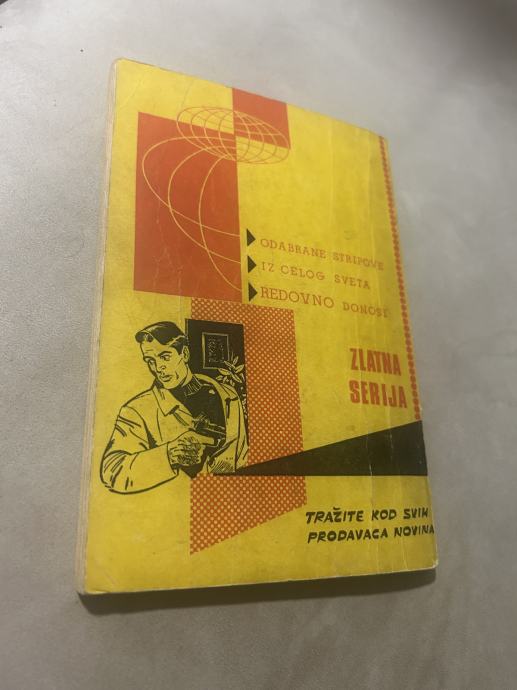 ODABRANE STRIPOVE
IZ CELOG SVETA
REDOVNO DONOSI
ZLATNA
SERIJA
TRAŽITE KOD SVIH
PRODAVACA NOVINA